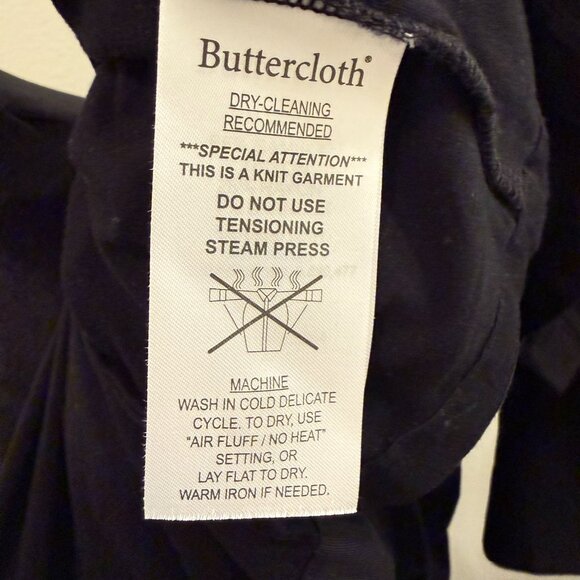 Buttercloth®
DRY-CLEANING
RECOMMENDED
***SPECIAL ATTENTION***
THIS IS A KNIT GARMENT
DO NOT USE
TENSIONING
STEAM PRESS
MACHINE
WASH IN COLD DELICATE
CYCLE. TO DRY, USE
"AIR FLUFF / NO HEAT"
SETTING, OR
LAY FLAT TO DRY.
WARM IRON IF NEEDED.